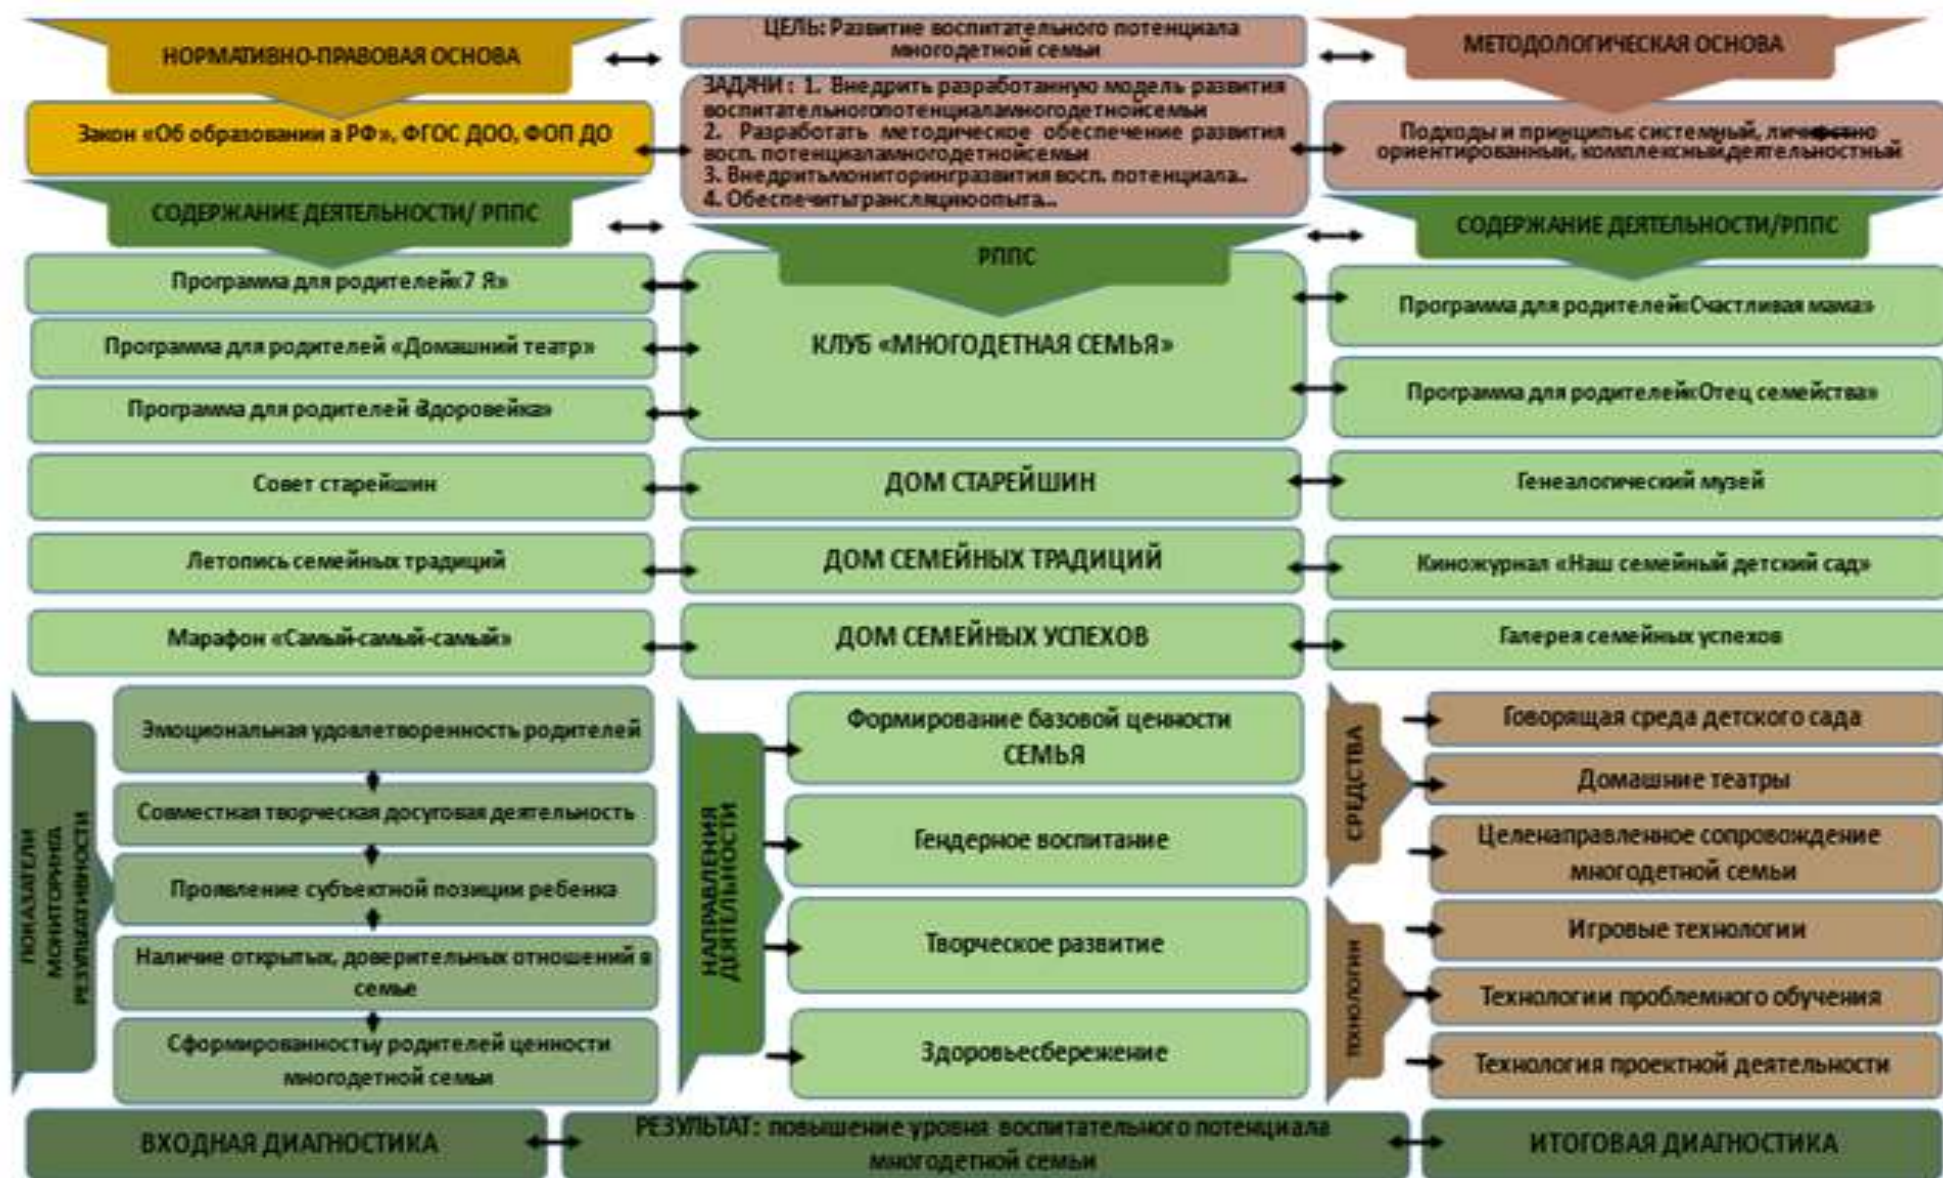 НОРМАТИВНО-ПРАВОВАЯ ОСНОВА
ЦЕЛЬ: Развитие воспитательного потенциала
многодетной семьи
МЕТОДОЛОГИЧЕСКАЯ ОСНОВА
Закон «Об образовании а РФ», ФГОС ДОО, ФОП ДО
ЗАДАЧИ : 1. Внедрить разработанную модель развития
воспитательногопотенциаламногодетнойсемьи
2. Разработать методическое обеспечение развития
восп. потенциаламногодетнойсемьи
3. Внедритьмониторингразвития восп. потенциала...
4. Обеспечитьтрансляциюопыта...
Подходы и принципы: системный, личностно
ориентированный, комплексный,деятельностный
СОДЕРЖАНИЕ ДЕЯТЕЛЬНОСТИ/ РППС
РППС
СОДЕРЖАНИЕ ДЕЯТЕЛЬНОСТИ/РППС
Программа для родителей«7 Я»
Программа для родителей «Домашний театр»
Программа для родителей «Здоровейка»
КЛУБ «МНОГОДЕТНАЯ СЕМЬЯ»
Программа для родителей«Счастливая мама»
Программа для родителей«Отец семейства»
Совет старейшин
ДОМ СТАРЕЙШИН
Генеалогический музей
Летопись семейных традиций
ДОМ СЕМЕЙНЫХ ТРАДИЦИЙ
Киножурнал «Наш семейный детский сад»
Марафон «Самый-самый-самый»
ДОМ СЕМЕЙНЫХ УСПЕХОВ
Галерея семейных успехов
ПОКАЗАТЕЛИ
МОНИТОРИНГА
РЕЗУЛЬТАТИВНОСТИ
Эмоциональная удовлетворенность родителей
Совместная творческая досуговая деятельность
Проявление субъектной позиции ребенка
Наличие открытых, доверительных отношений в
семье
Сформированностьу родителей ценности
многодетной семьи
НАПРАВЛЕНИЯ
ДЕЯТЕЛЬНОСТИ
Формирование базовой ценности
СЕМЬЯ
Гендерное воспитание
Творческое развитие
Здоровьесбережение
СРЕДСТВА
Говорящая среда детского сада
Домашние театры
Целенаправленное сопровождение
многодетной семьи
ТЕХНОЛОГИИ
Игровые технологии
Технологии проблемного обучения
Технология проектной деятельности
ВХОДНАЯ ДИАГНОСТИКА
РЕЗУЛЬТАТ: повышение уровня воспитательного потенциала
многодетной семьи
ИТОГОВАЯ ДИАГНОСТИКА